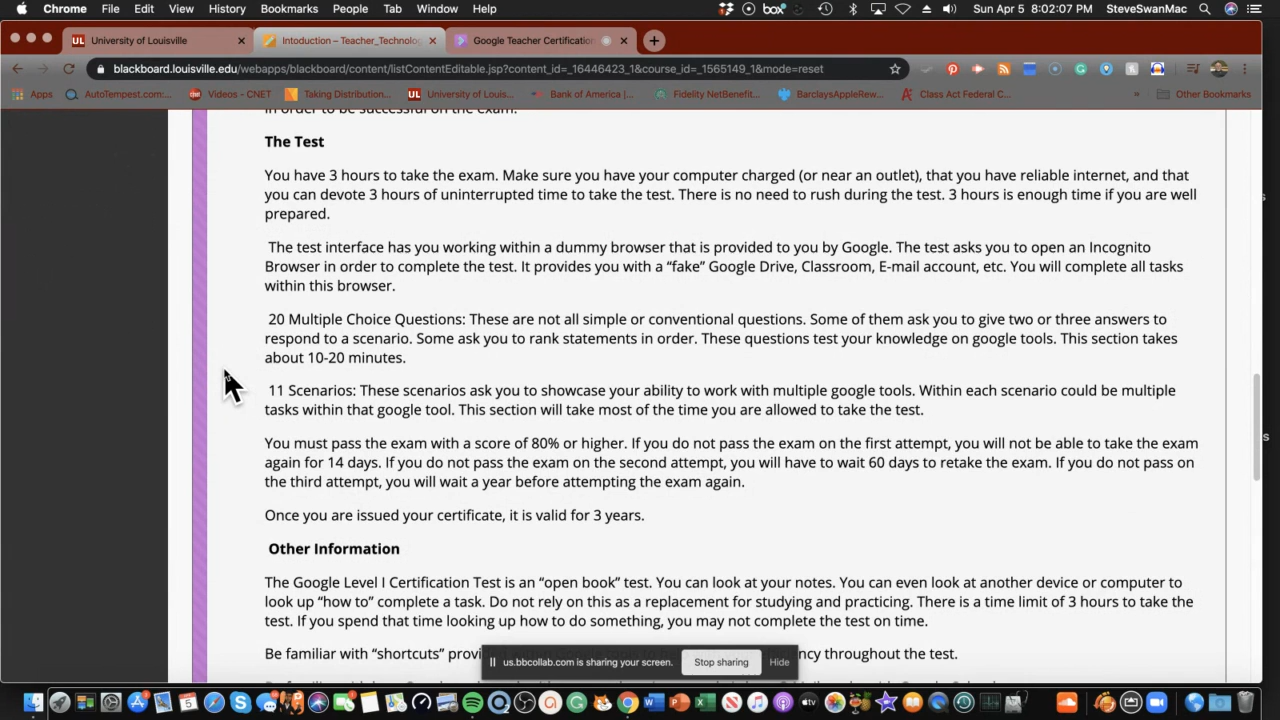 Chrome File Edit View History Bookmarks People Tab Window Help box Sun Apr 5 8:02:07 PM SteveSwanMac
UL University of Louisville Intoduction – Teacher_Technolog Google Teacher Certification
blackboard.louisville.edu/webapps/blackboard/content/listContentEditable.jsp?content_id=_16446423_1&course_id=_1565149_1&mode=reset
Apps AutoTempest.com:... Videos - CNET Taking Distribution... UL University of Louis... Bank of America |... Fidelity NetBenefit... BarclaysAppleRew... Class Act Federal C... » Other Bookmarks
in order to be successful on the exam.
The Test
You have 3 hours to take the exam. Make sure you have your computer charged (or near an outlet), that you have reliable internet, and that
you can devote 3 hours of uninterrupted time to take the test. There is no need to rush during the test. 3 hours is enough time if you are well
prepared.
The test interface has you working within a dummy browser that is provided to you by Google. The test asks you to open an Incognito
Browser in order to complete the test. It provides you with a “fake” Google Drive, Classroom, E-mail account, etc. You will complete all tasks
within this browser.
20 Multiple Choice Questions: These are not all simple or conventional questions. Some of them ask you to give two or three answers to
respond to a scenario. Some ask you to rank statements in order. These questions test your knowledge on google tools. This section takes
about 10-20 minutes.
11 Scenarios: These scenarios ask you to showcase your ability to work with multiple google tools. Within each scenario could be multiple
tasks within that google tool. This section will take most of the time you are allowed to take the test.
You must pass the exam with a score of 80% or higher. If you do not pass the exam on the first attempt, you will not be able to take the exam
again for 14 days. If you do not pass the exam on the second attempt, you will have to wait 60 days to retake the exam. If you do not pass on
the third attempt, you will wait a year before attempting the exam again.
Once you are issued your certificate, it is valid for 3 years.
Other Information
The Google Level I Certification Test is an “open book” test. You can look at your notes. You can even look at another device or computer to
look up “how to” complete a task. Do not rely on this as a replacement for studying and practicing. There is a time limit of 3 hours to take the
test. If you spend that time looking up how to do something, you may not complete the test on time.
Be familiar with “shortcuts” provi throughout the test.
us.bbcollab.com is sharing your screen. Stop sharing Hide